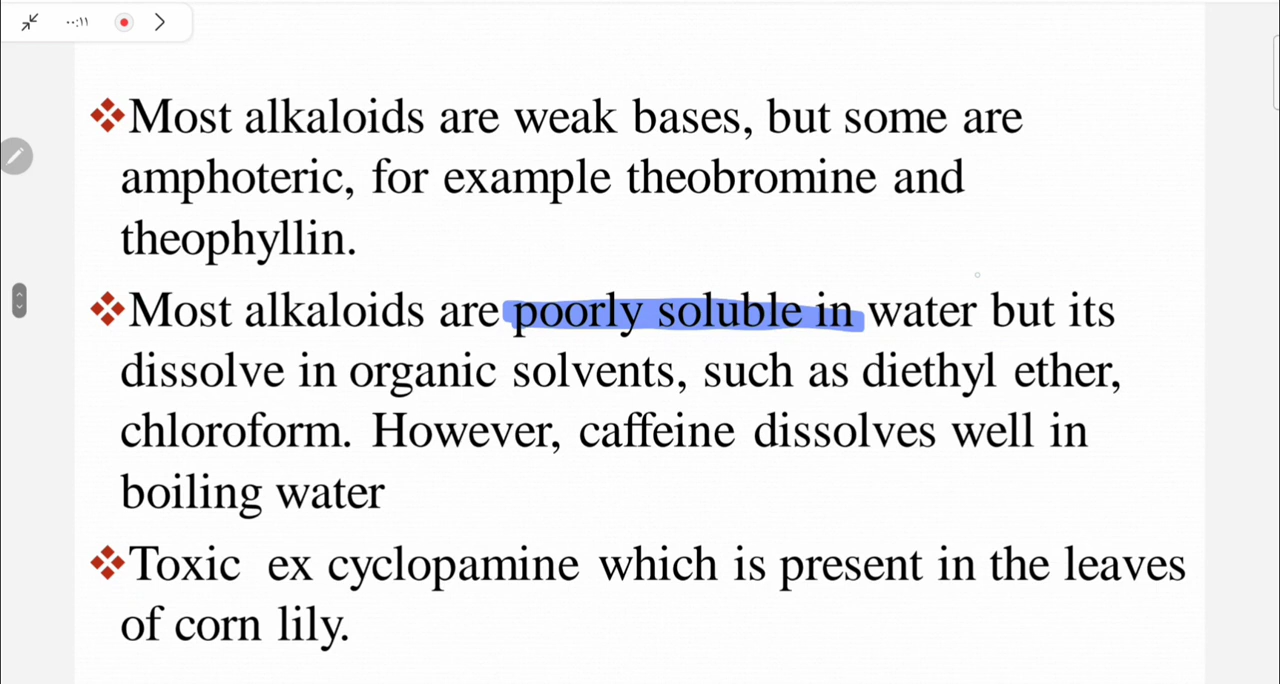 ٠٠:١١
❖Most alkaloids are weak bases, but some are
amphoteric, for example theobromine and
theophyllin.
❖Most alkaloids are poorly soluble in water but its
dissolve in organic solvents, such as diethyl ether,
chloroform. However, caffeine dissolves well in
boiling water
❖Toxic ex cyclopamine which is present in the leaves
of corn lily.